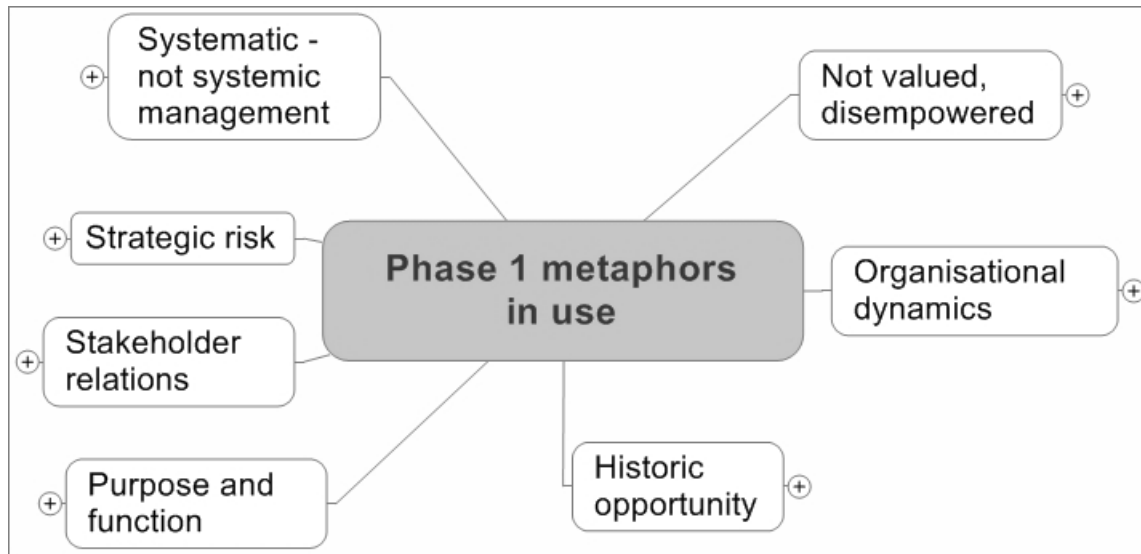 Systematic -
not systemic
management
Not valued,
disempowered
Strategic risk
Phase 1 metaphors
in use
Organisational
dynamics
Stakeholder
relations
Purpose and
function
Historic
opportunity